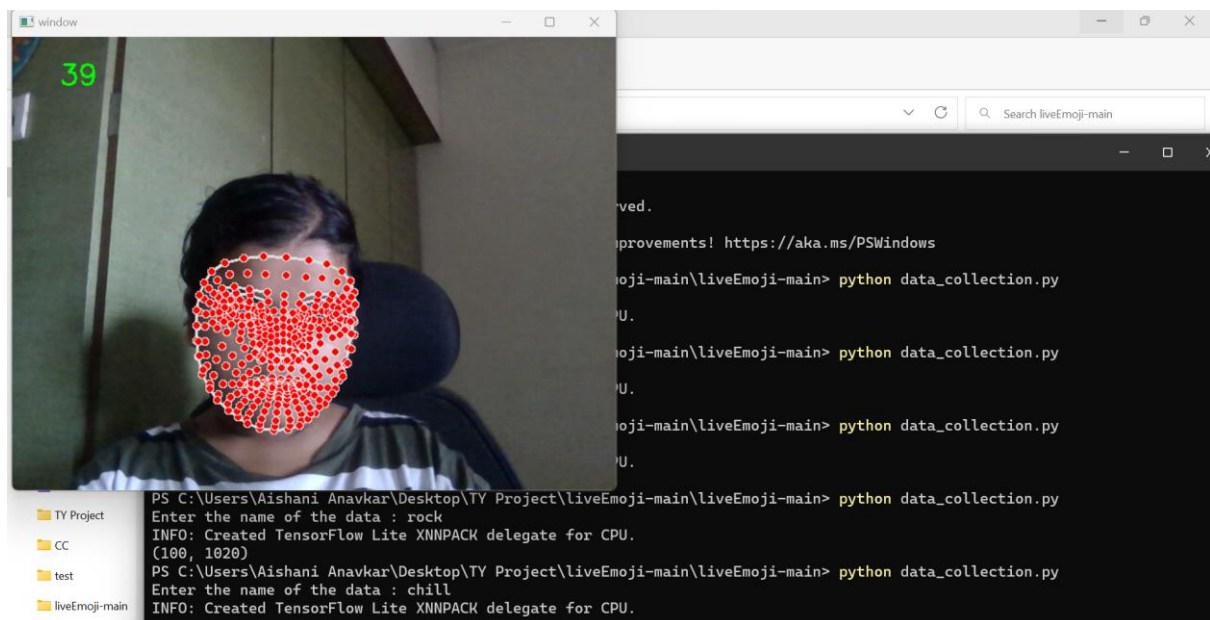 window
39
Search liveEmoji-main
rved.
provements! https://aka.ms/PSWindows
oji-main\liveEmoji-main> python data_collection.py
PU.
oji-main\liveEmoji-main> python data_collection.py
PU.
oji-main\liveEmoji-main> python data_collection.py
PU.
PS C:\Users\Aishani Anavkar\Desktop\TY Project\liveEmoji-main\liveEmoji-main> python data_collection.py
TY Project
Enter the name of the data : rock
INFO: Created TensorFlow Lite XNNPACK delegate for CPU.
CC
(100, 1020)
test
PS C:\Users\Aishani Anavkar\Desktop\TY Project\liveEmoji-main\liveEmoji-main> python data_collection.py
Enter the name of the data : chill
liveEmoji-main
INFO: Created TensorFlow Lite XNNPACK delegate for CPU.